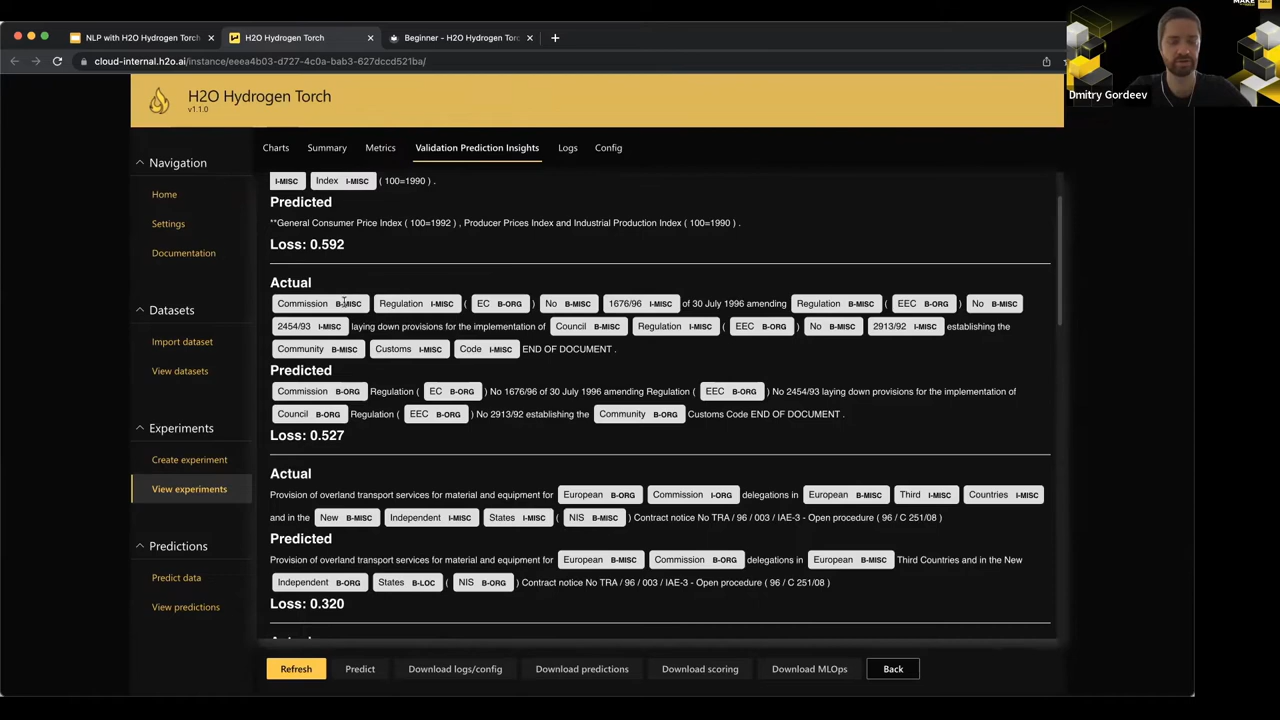 MAKE
NLP with H2O Hydrogen Torch
H2O Hydrogen Torch
Beginner - H2O Hydrogen Tor
cloud-internal.h2o.ai/instance/eeea4b03-d727-4c0a-bab3-627dccd521ba/
Dmitry Gordeev
H2O Hydrogen Torch
v1.1.0
Navigation
Home
Settings
Documentation
Datasets
Import dataset
View datasets
Experiments
Create experiment
View experiments
Predictions
Predict data
View predictions
Charts Summary Metrics Validation Prediction Insights Logs Config
I-MISC Index I-MISC ( 100=1990 ) .
Predicted
**General Consumer Price Index ( 100=1992 ) , Producer Prices Index and Industrial Production Index ( 100=1990 ) .
Loss: 0.592
Actual
Commission B-MISC Regulation I-MISC ( EC B-ORG ) No B-MISC 1676/96 I-MISC of 30 July 1996 amending Regulation B-MISC ( EEC B-ORG ) No B-MISC
2454/93 I-MISC laying down provisions for the implementation of Council B-MISC Regulation I-MISC ( EEC B-ORG ) No B-MISC 2913/92 I-MISC establishing the
Community B-MISC Customs I-MISC Code I-MISC END OF DOCUMENT .
Predicted
Commission B-ORG Regulation ( EC B-ORG ) No 1676/96 of 30 July 1996 amending Regulation ( EEC B-ORG ) No 2454/93 laying down provisions for the implementation of
Council B-ORG Regulation ( EEC B-ORG ) No 2913/92 establishing the Community B-ORG Customs Code END OF DOCUMENT .
Loss: 0.527
Actual
Provision of overland transport services for material and equipment for European B-ORG Commission I-ORG delegations in European B-MISC Third I-MISC Countries I-MISC
and in the New B-MISC Independent I-MISC States I-MISC ( NIS B-MISC ) Contract notice No TRA / 96 / 003 / IAE-3 - Open procedure ( 96 / C 251/08 )
Predicted
Provision of overland transport services for material and equipment for European B-MISC Commission B-ORG delegations in European B-MISC Third Countries and in the New
Independent B-ORG States B-LOC ( NIS B-ORG ) Contract notice No TRA / 96 / 003 / IAE-3 - Open procedure ( 96 / C 251/08 )
Loss: 0.320
Refresh Predict Download logs/config Download predictions Download scoring Download MLOps Back